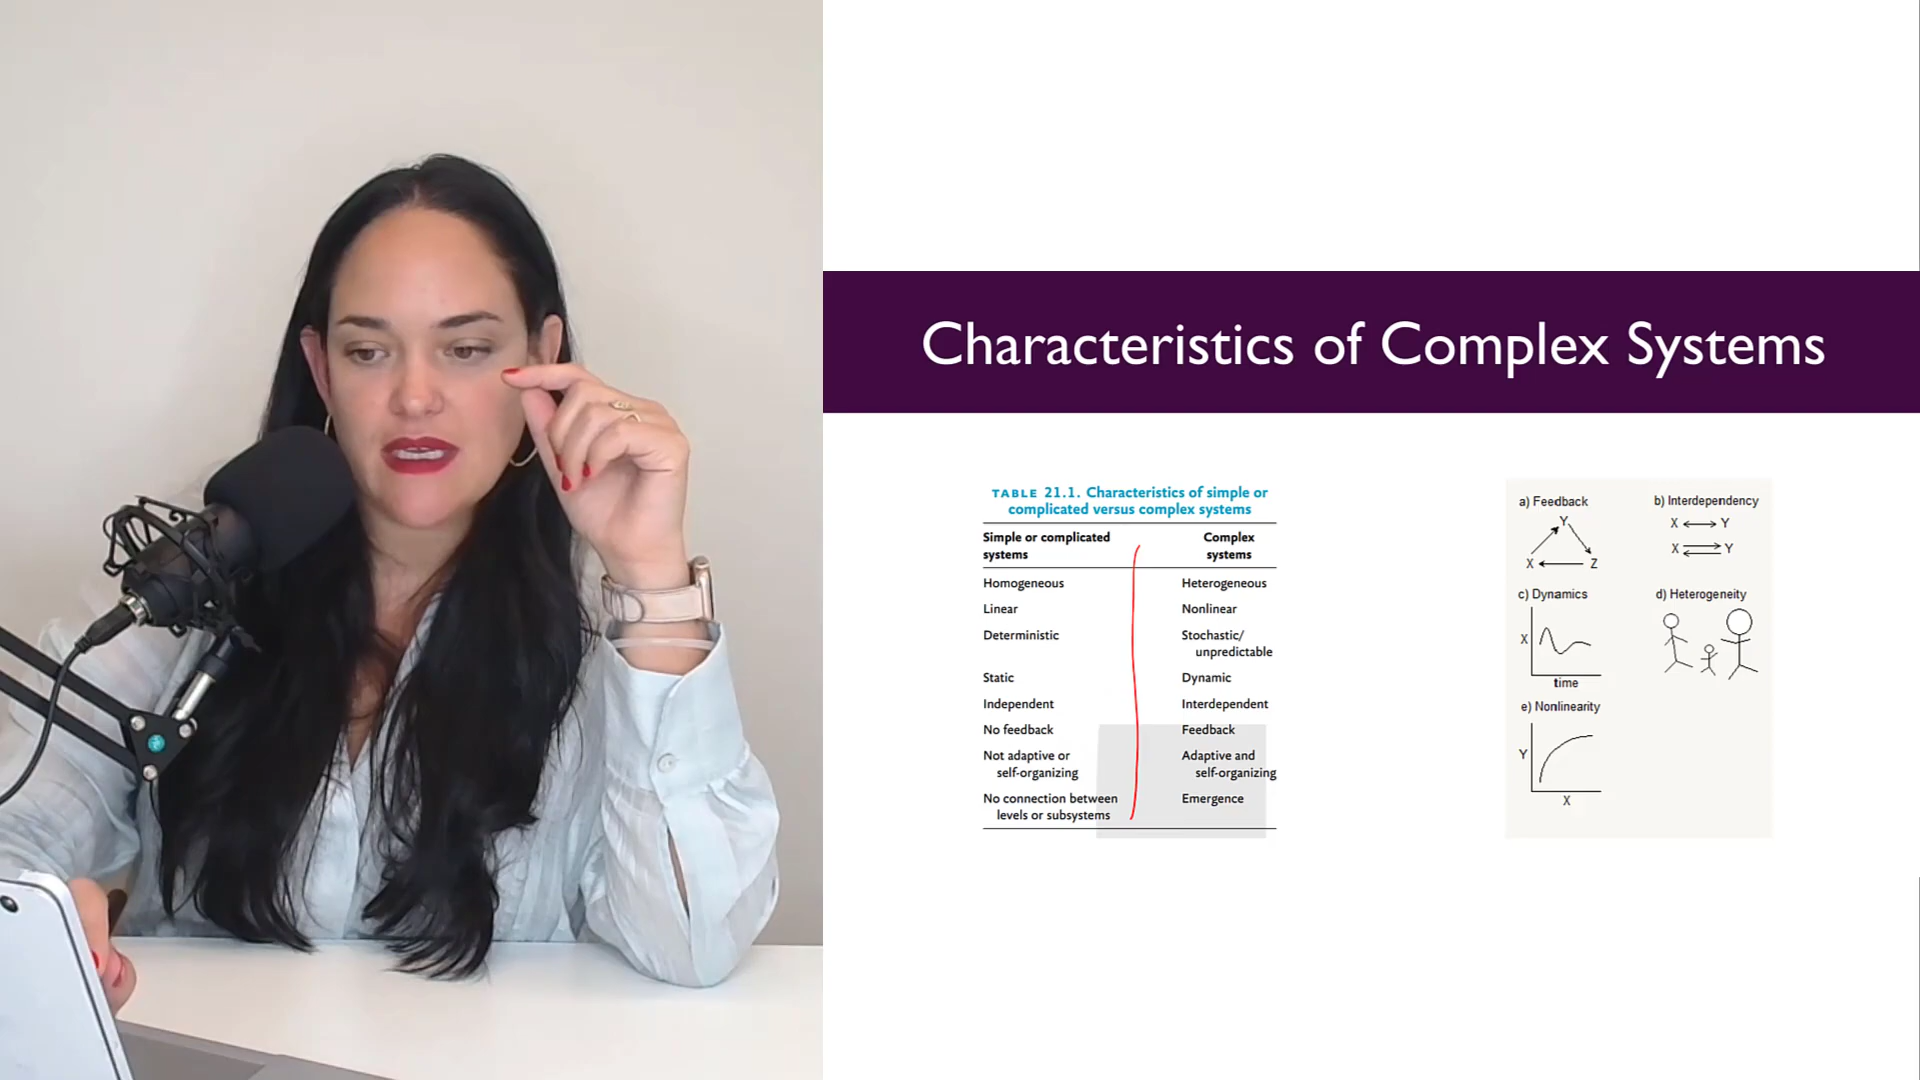 Characteristics of Complex Systems
TABLE 21.1. Characteristics of simple or
complicated versus complex systems
Simple or complicated
systems
Complex
systems
Homogeneous
Heterogeneous
Linear
Nonlinear
Deterministic
Stochastic/
unpredictable
Static
Dynamic
Independent
Interdependent
No feedback
Feedback
Not adaptive or
self-organizing
Adaptive and
self-organizing
No connection between
levels or subsystems
Emergence
a) Feedback
Y
X
Z
b) Interdependency
X Y
X Y
c) Dynamics
X
time
d) Heterogeneity
e) Nonlinearity
Y
X